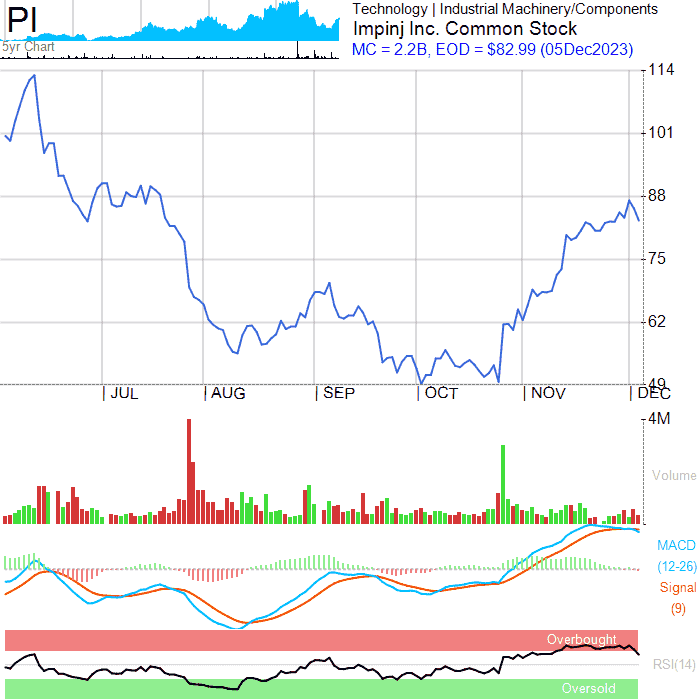 PI
5yr Chart
Technology | Industrial Machinery/Components
Impinj Inc. Common Stock
MC = 2.2B, EOD = $82.99 (05Dec2023)
114
101
88
75
62
49
JUL
AUG
SEP
OCT
NOV
DEC
4M
Volume
MACD
(12-26)
Signal
(9)
Overbought
RSI(14)
Oversold